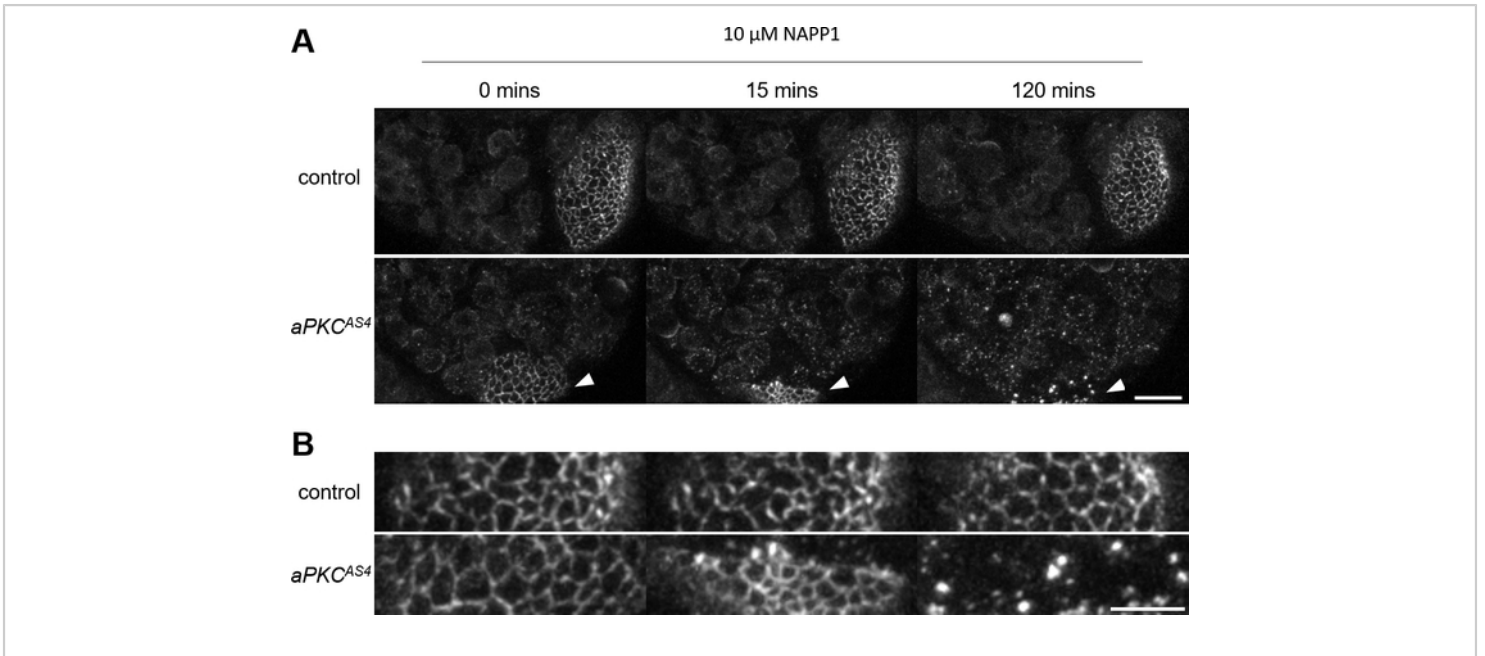 A
10 µM NAPP1
0 mins 15 mins 120 mins
control
aPKCAS4
B
control
aPKCAS4